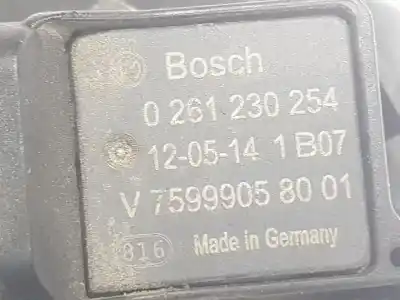 Bosch
0 261 230 254
12-05-14 1 B07
V 7599905 80 01
816 Made in Germany